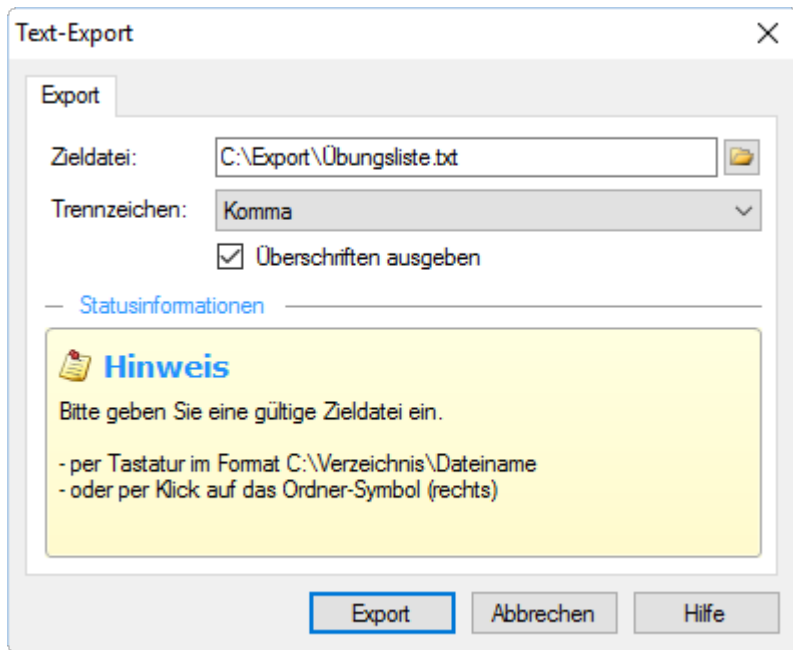 Text-Export
Export
Zieldatei: C:\Export\Übungsliste.txt
Trennzeichen: Komma
Überschriften ausgeben
Statusinformationen
Hinweis
Bitte geben Sie eine gültige Zieldatei ein.
- per Tastatur im Format C:\Verzeichnis\Dateiname
- oder per Klick auf das Ordner-Symbol (rechts)
Export Abbrechen Hilfe